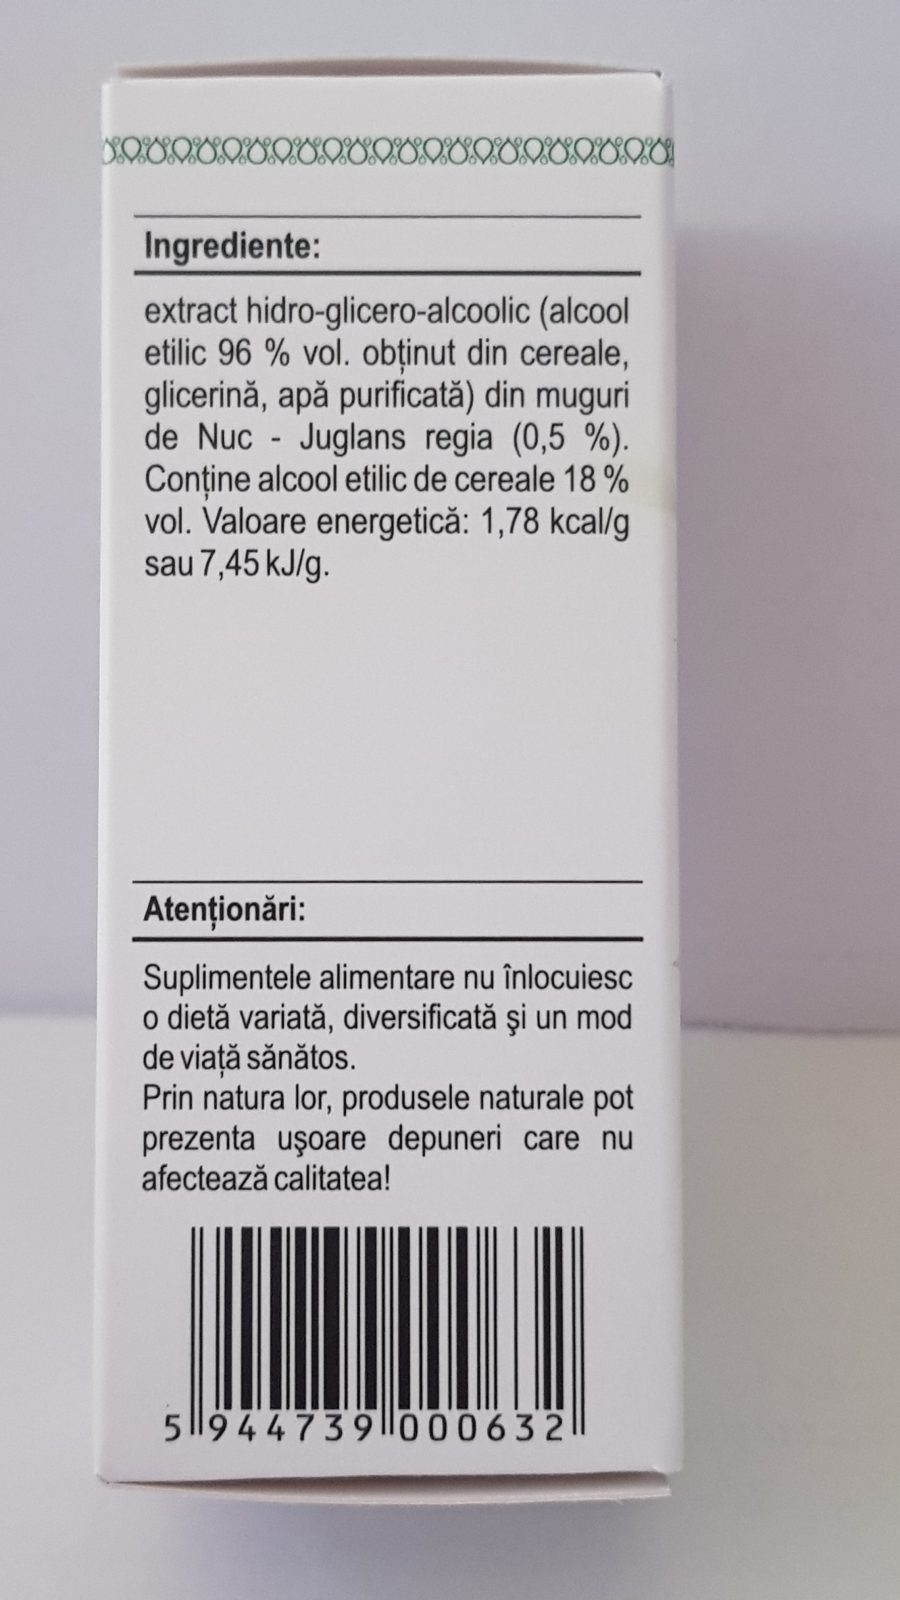 Ingrediente:
extract hidro-glicero-alcoolic (alcool
etilic 96 % vol. obținut din cereale,
glicerină, apă purificată) din muguri
de Nuc - Juglans regia (0,5 %).
Conține alcool etilic de cereale 18 %
vol. Valoare energetică: 1,78 kcal/g
sau 7,45 kJ/g.
Atenționări:
Suplimentele alimentare nu înlocuiesc
o dietă variată, diversificată şi un mod
de viață sănătos.
Prin natura lor, produsele naturale pot
prezenta uşoare depuneri care nu
afectează calitatea!
5 944739 000632